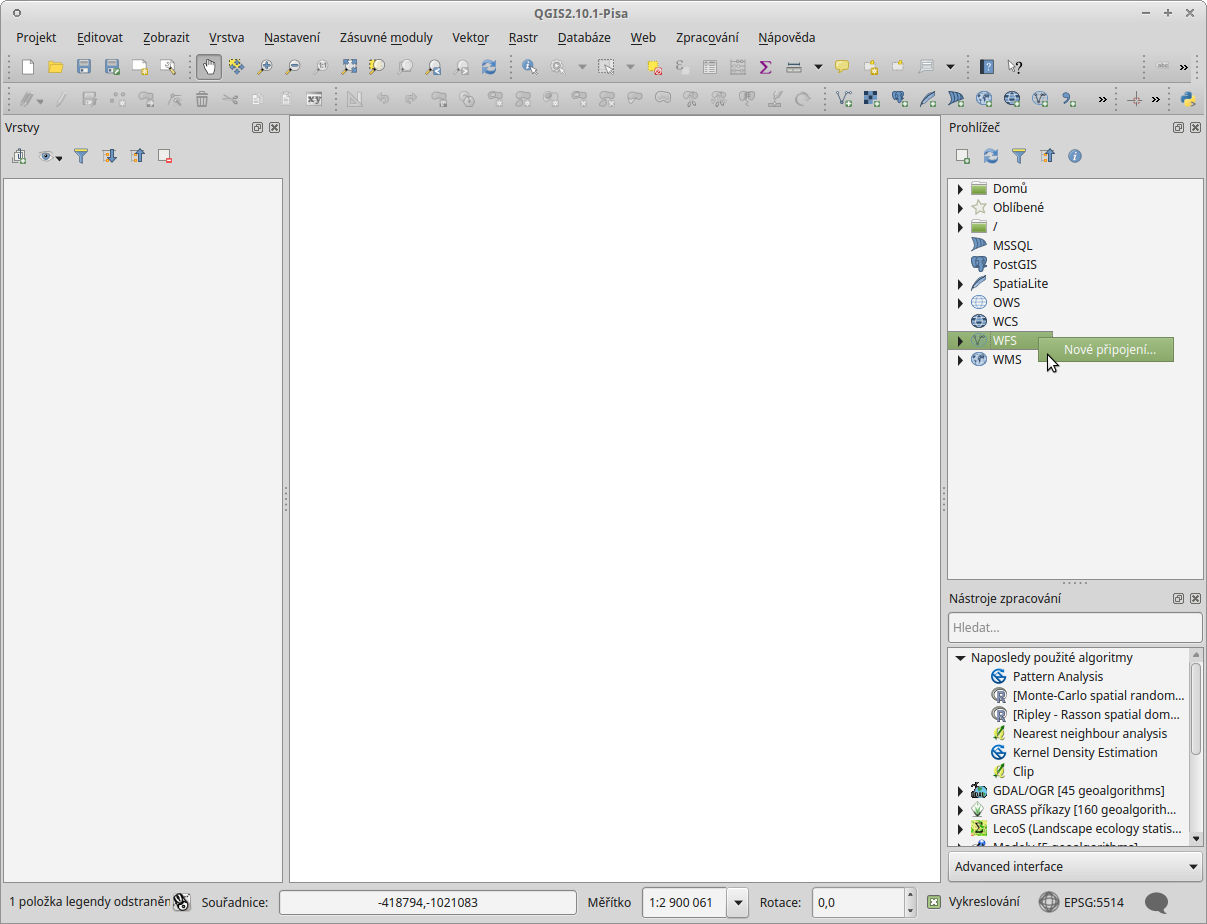 QGIS2.10.1-Pisa
Projekt Editovat Zobrazit Vrstva Nastavení Zásuvné moduly Vektor Rastr Databáze Web Zpracování Nápověda
Vrstvy
Prohlížeč
Domů
Oblíbené
/
MSSQL
PostGIS
SpatiaLite
OWS
WCS
WFS
Nové připojení...
WMS
Nástroje zpracování
Hledat...
Naposledy použité algoritmy
Pattern Analysis
[Monte-Carlo spatial random...
[Ripley - Rasson spatial dom...
Nearest neighbour analysis
Kernel Density Estimation
Clip
GDAL/OGR [45 geoalgorithms]
GRASS příkazy [160 geoalgorith...
LecoS (Landscape ecology statis...
Modely [5 geoalgorithms]
Advanced interface
1 položka legendy odstraněn Souřadnice: -418794,-1021083 Měřítko 1:2 900 061 Rotace: 0,0 Vykreslování EPSG:5514